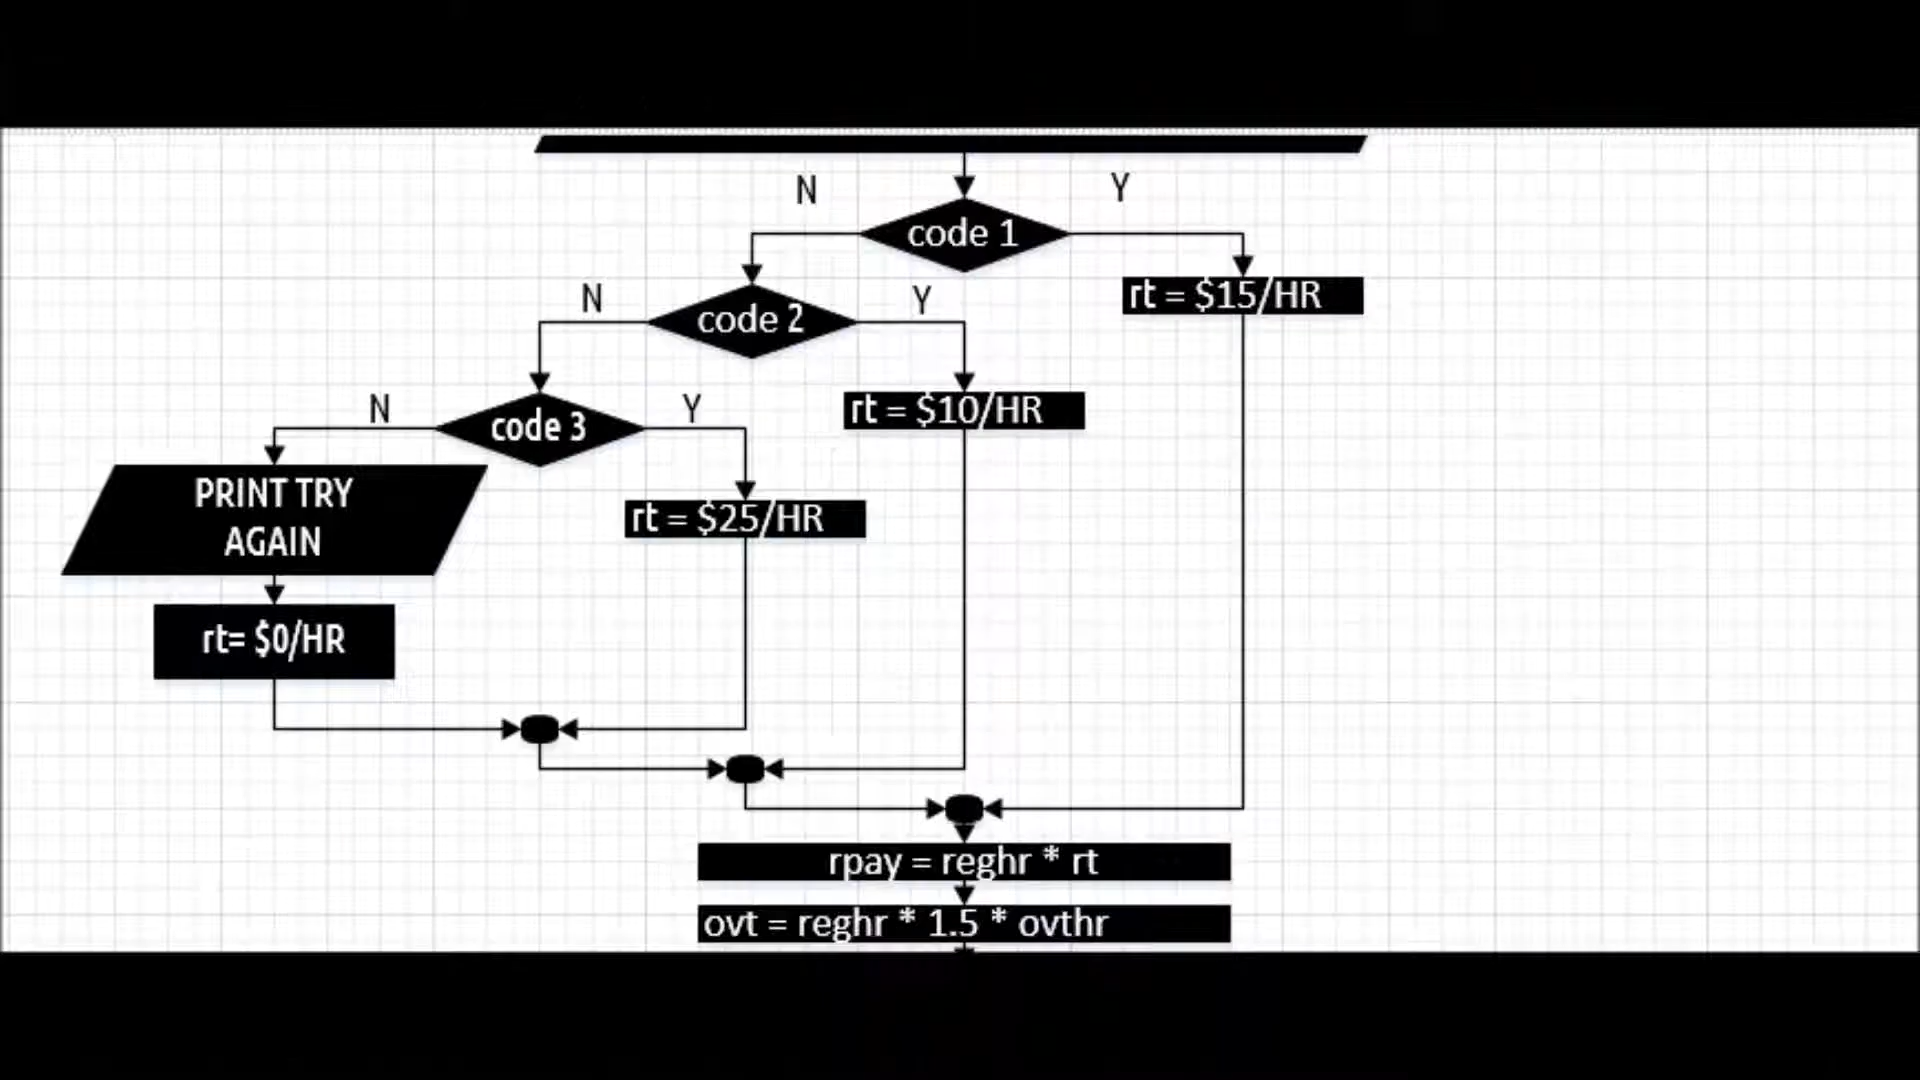 N
Y
code 1
rt = $15/HR
N
Y
code 2
rt = $10/HR
N
Y
code 3
PRINT TRY
AGAIN
rt = $25/HR
rt= $0/HR
rpay = reghr * rt
ovt = reghr * 1.5 * ovthr